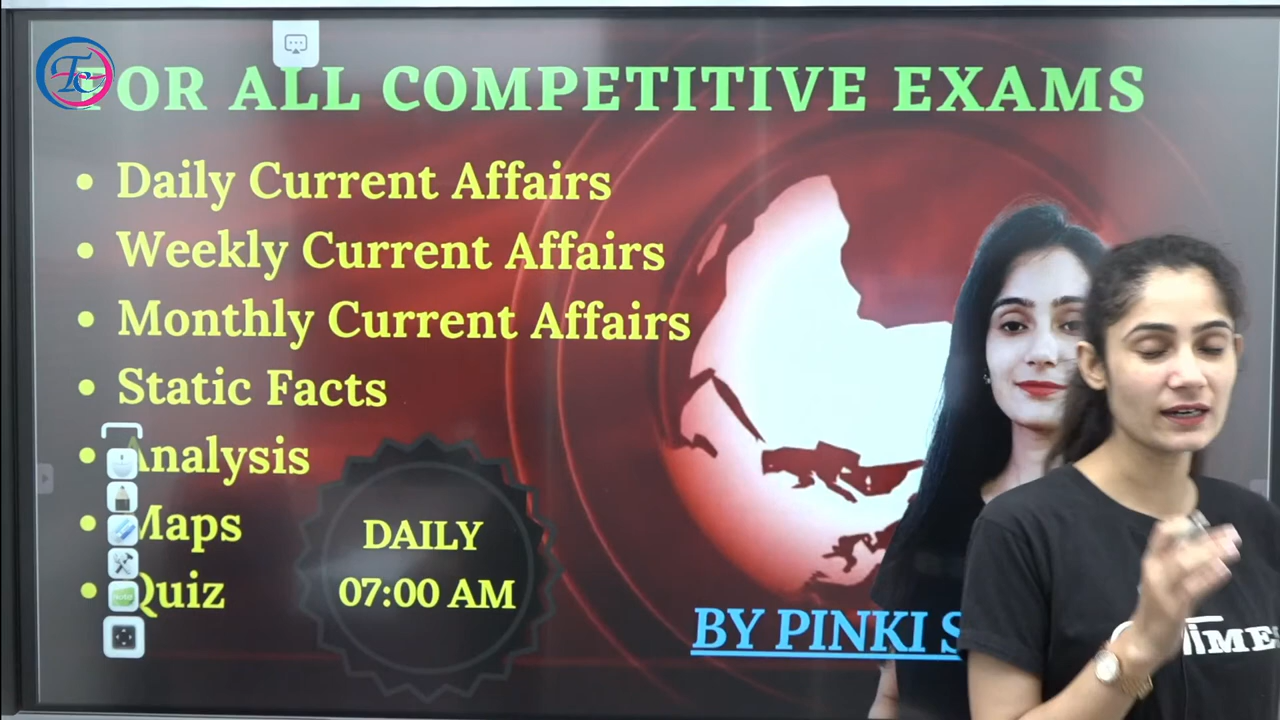 OR ALL COMPETITIVE EXAMS
Daily Current Affairs
Weekly Current Affairs
Monthly Current Affairs
Static Facts
Analysis
Maps
Quiz
DAILY
07:00 AM
BY PINKI S